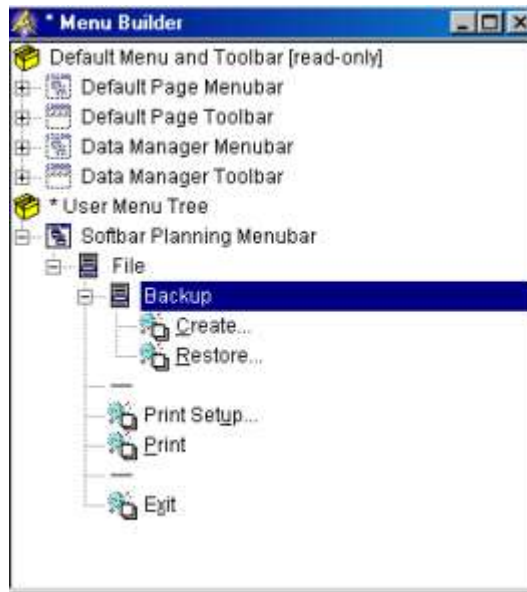 * Menu Builder
Default Menu and Toolbar [read-only]
Default Page Menubar
Default Page Toolbar
Data Manager Menubar
Data Manager Toolbar
* User Menu Tree
Softbar Planning Menubar
File
Backup
Create...
Restore...
Print Setup...
Print
Exit